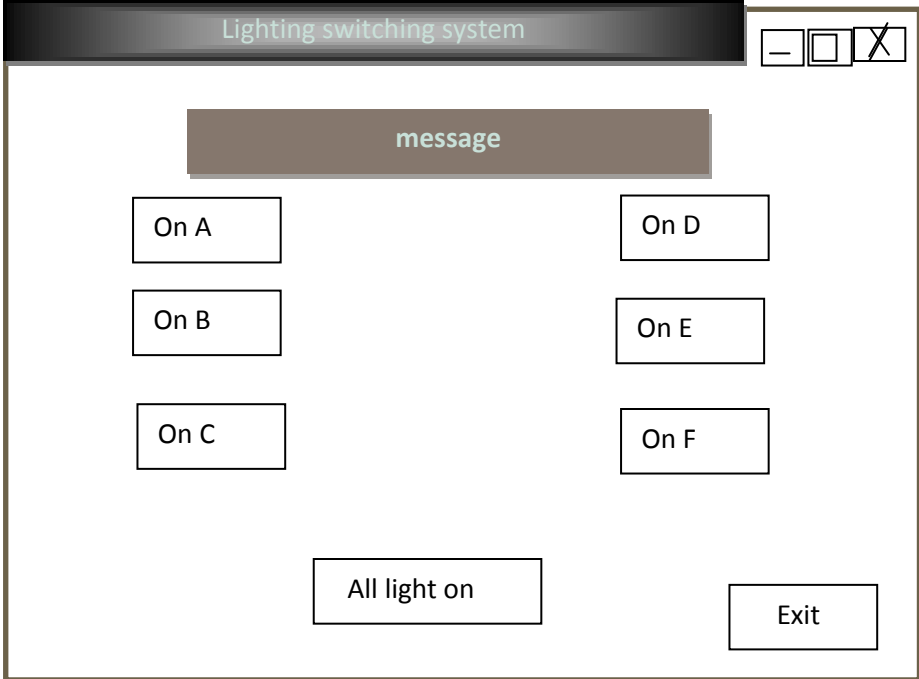 Lighting switching system
message
On A
On D
On B
On E
On C
On F
All light on
Exit